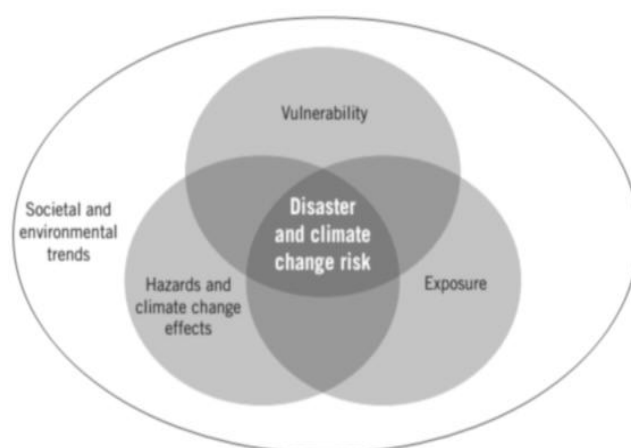 Vulnerability
Societal and
environmental
trends
Disaster
and climate
change risk
Hazards and
climate change
effects
Exposure